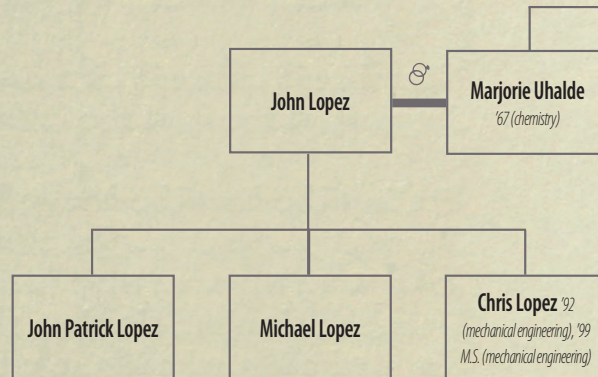 John Lopez
Marjorie Uhalde
'67 (chemistry)
John Patrick Lopez
Michael Lopez
Chris Lopez '92
(mechanical engineering), '99
M.S. (mechanical engineering)